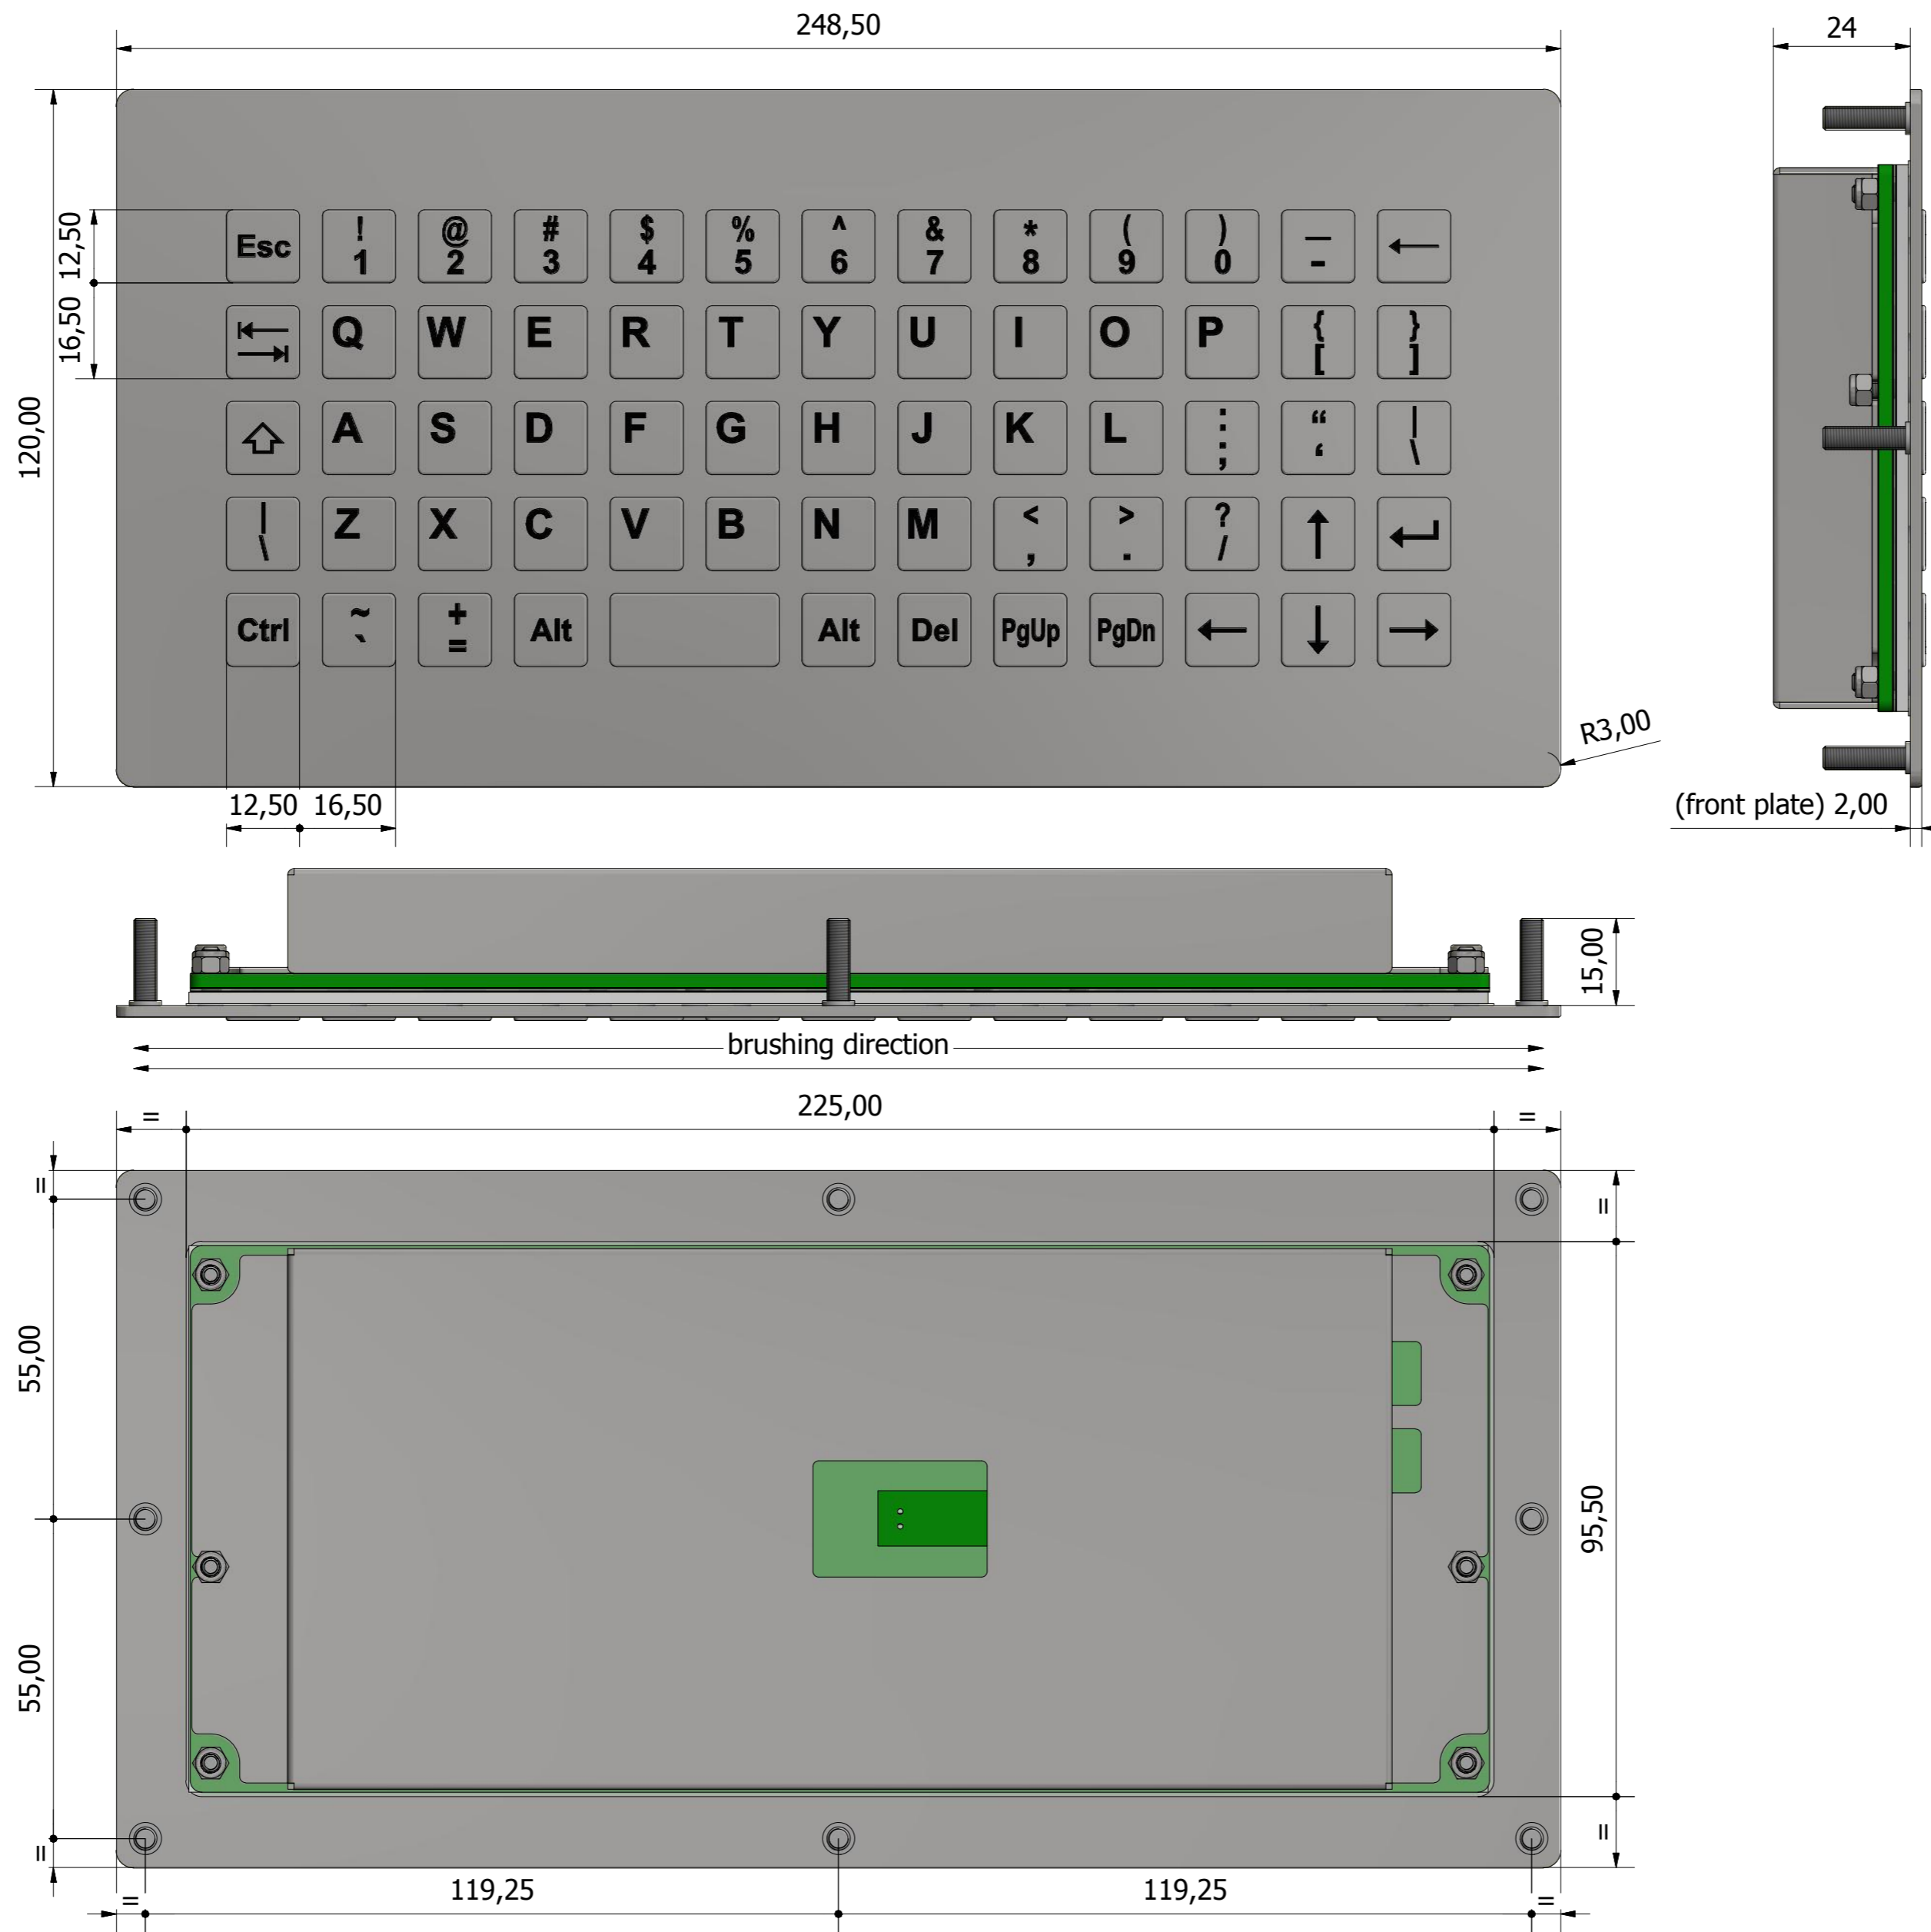 248,50
24
12,50
16,50
120,00
Esc ! 1 @ 2 # 3 $ 4 % 5 ^ 6 & 7 * 8 ( 9 ) 0 — - ←
Q W E R T Y U I O P { [ } ]
A S D F G H J K L : ; “ ‘ | \
| \ Z X C V B N M < , > . ? / ↑ ↵
Ctrl ~ ` + = Alt Alt Del PgUp PgDn ← ↓ →
R3,00
12,50 16,50
(front plate) 2,00
15,00
brushing direction
= 225,00 =
=
=
55,00
95,50
55,00
=
=
= 119,25 119,25 =